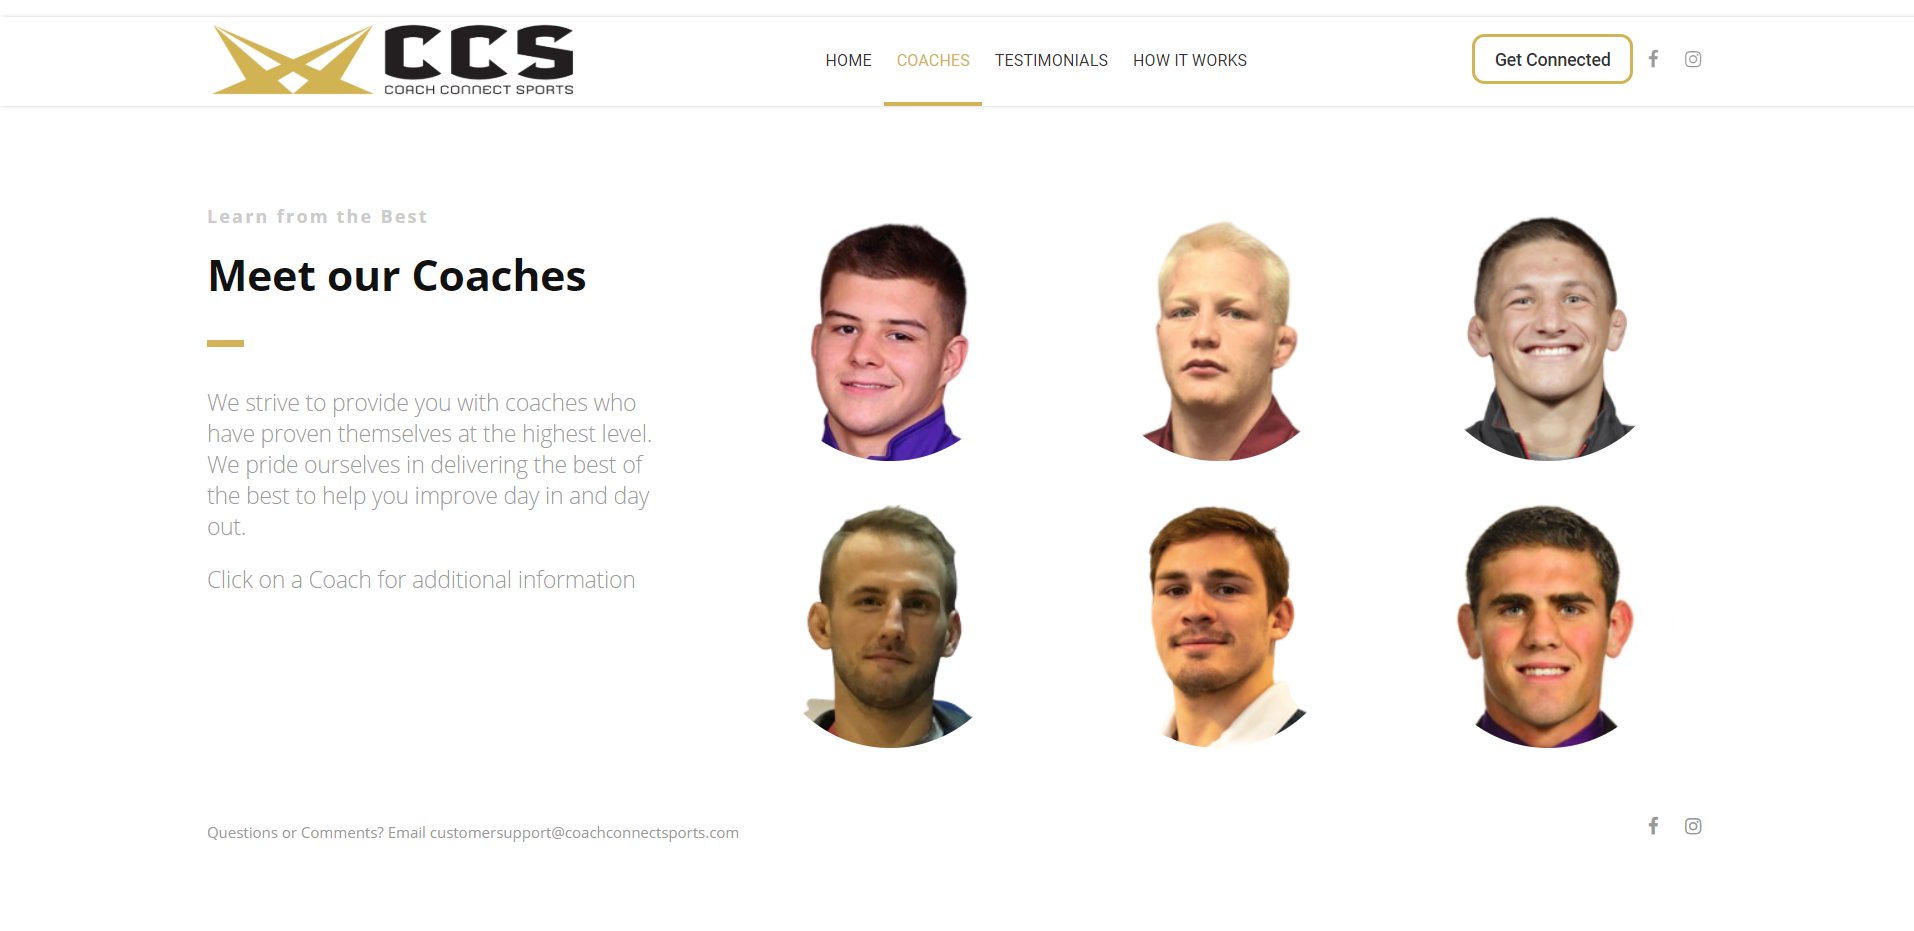 CCS
COACH CONNECT SPORTS
HOME
COACHES
TESTIMONIALS
HOW IT WORKS
Get Connected
Learn from the Best
Meet our Coaches
We strive to provide you with coaches who
have proven themselves at the highest level.
We pride ourselves in delivering the best of
the best to help you improve day in and day
out.
Click on a Coach for additional information
Questions or Comments? Email customersupport@coachconnectsports.com